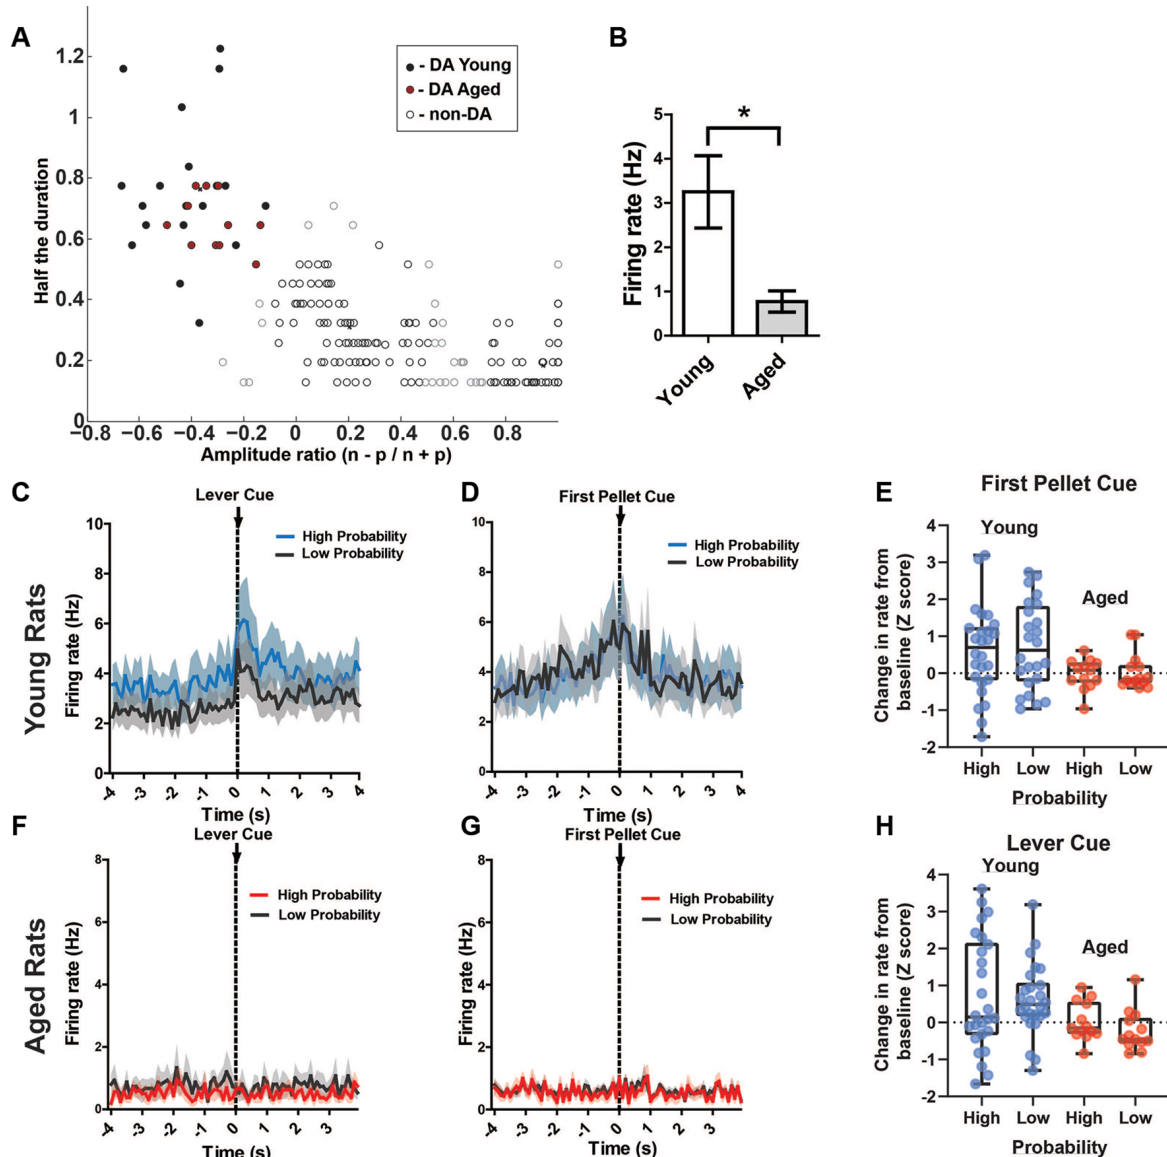 A
1.2
1
0.8
0.6
0.4
0.2
0
Half the duration
- DA Young
- DA Aged
- non-DA
−0.8
−0.6
−0.4
−0.2
0
0.2
0.4
0.6
0.8
Amplitude ratio (n - p / n + p)
B
5
4
3
2
1
0
Firing rate (Hz)
*
Young
Aged
Young Rats
C
Lever Cue
High Probability
Low Probability
10
8
6
4
2
0
Firing rate (Hz)
-4
-3
-2
-1
0
1
2
3
4
Time (s)
D
First Pellet Cue
High Probability
Low Probability
10
8
6
4
2
0
-4
-3
-2
-1
0
1
2
3
4
Time (s)
E
First Pellet Cue
Young
Aged
4
3
2
1
0
-1
-2
Change in rate from
baseline (Z score)
High
Low
High
Low
Probability
Aged Rats
F
Lever Cue
High Probability
Low Probability
8
6
4
2
0
Firing rate (Hz)
-4
-3
-2
-1
0
1
2
3
Time (s)
G
First Pellet Cue
High Probability
Low Probability
8
6
4
2
0
Firing rate (Hz)
-4
-3
-2
-1
0
1
2
3
Time (s)
H
Lever Cue
Young
Aged
4
3
2
1
0
-1
-2
Change in rate from
baseline (Z score)
High
Low
High
Low
Probability